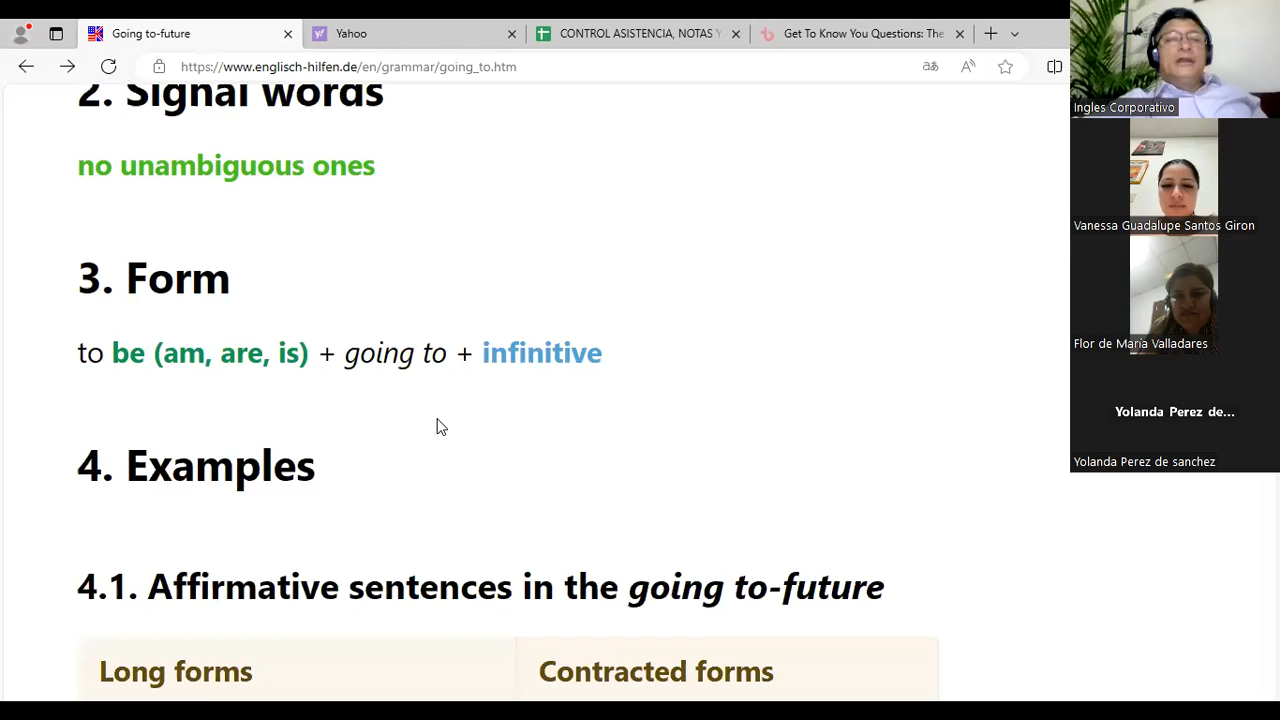 Going to-future
Yahoo
CONTROL ASISTENCIA, NOTAS Y
Get To Know You Questions: The
https://www.englisch-hilfen.de/en/grammar/going_to.htm
2. Signal words
no unambiguous ones
3. Form
to be (am, are, is) + going to + infinitive
4. Examples
4.1. Affirmative sentences in the going to-future
Long forms
Contracted forms
Ingles Corporativo
Vanessa Guadalupe Santos Giron
Flor de María Valladares
Yolanda Perez de...
Yolanda Perez de sanchez